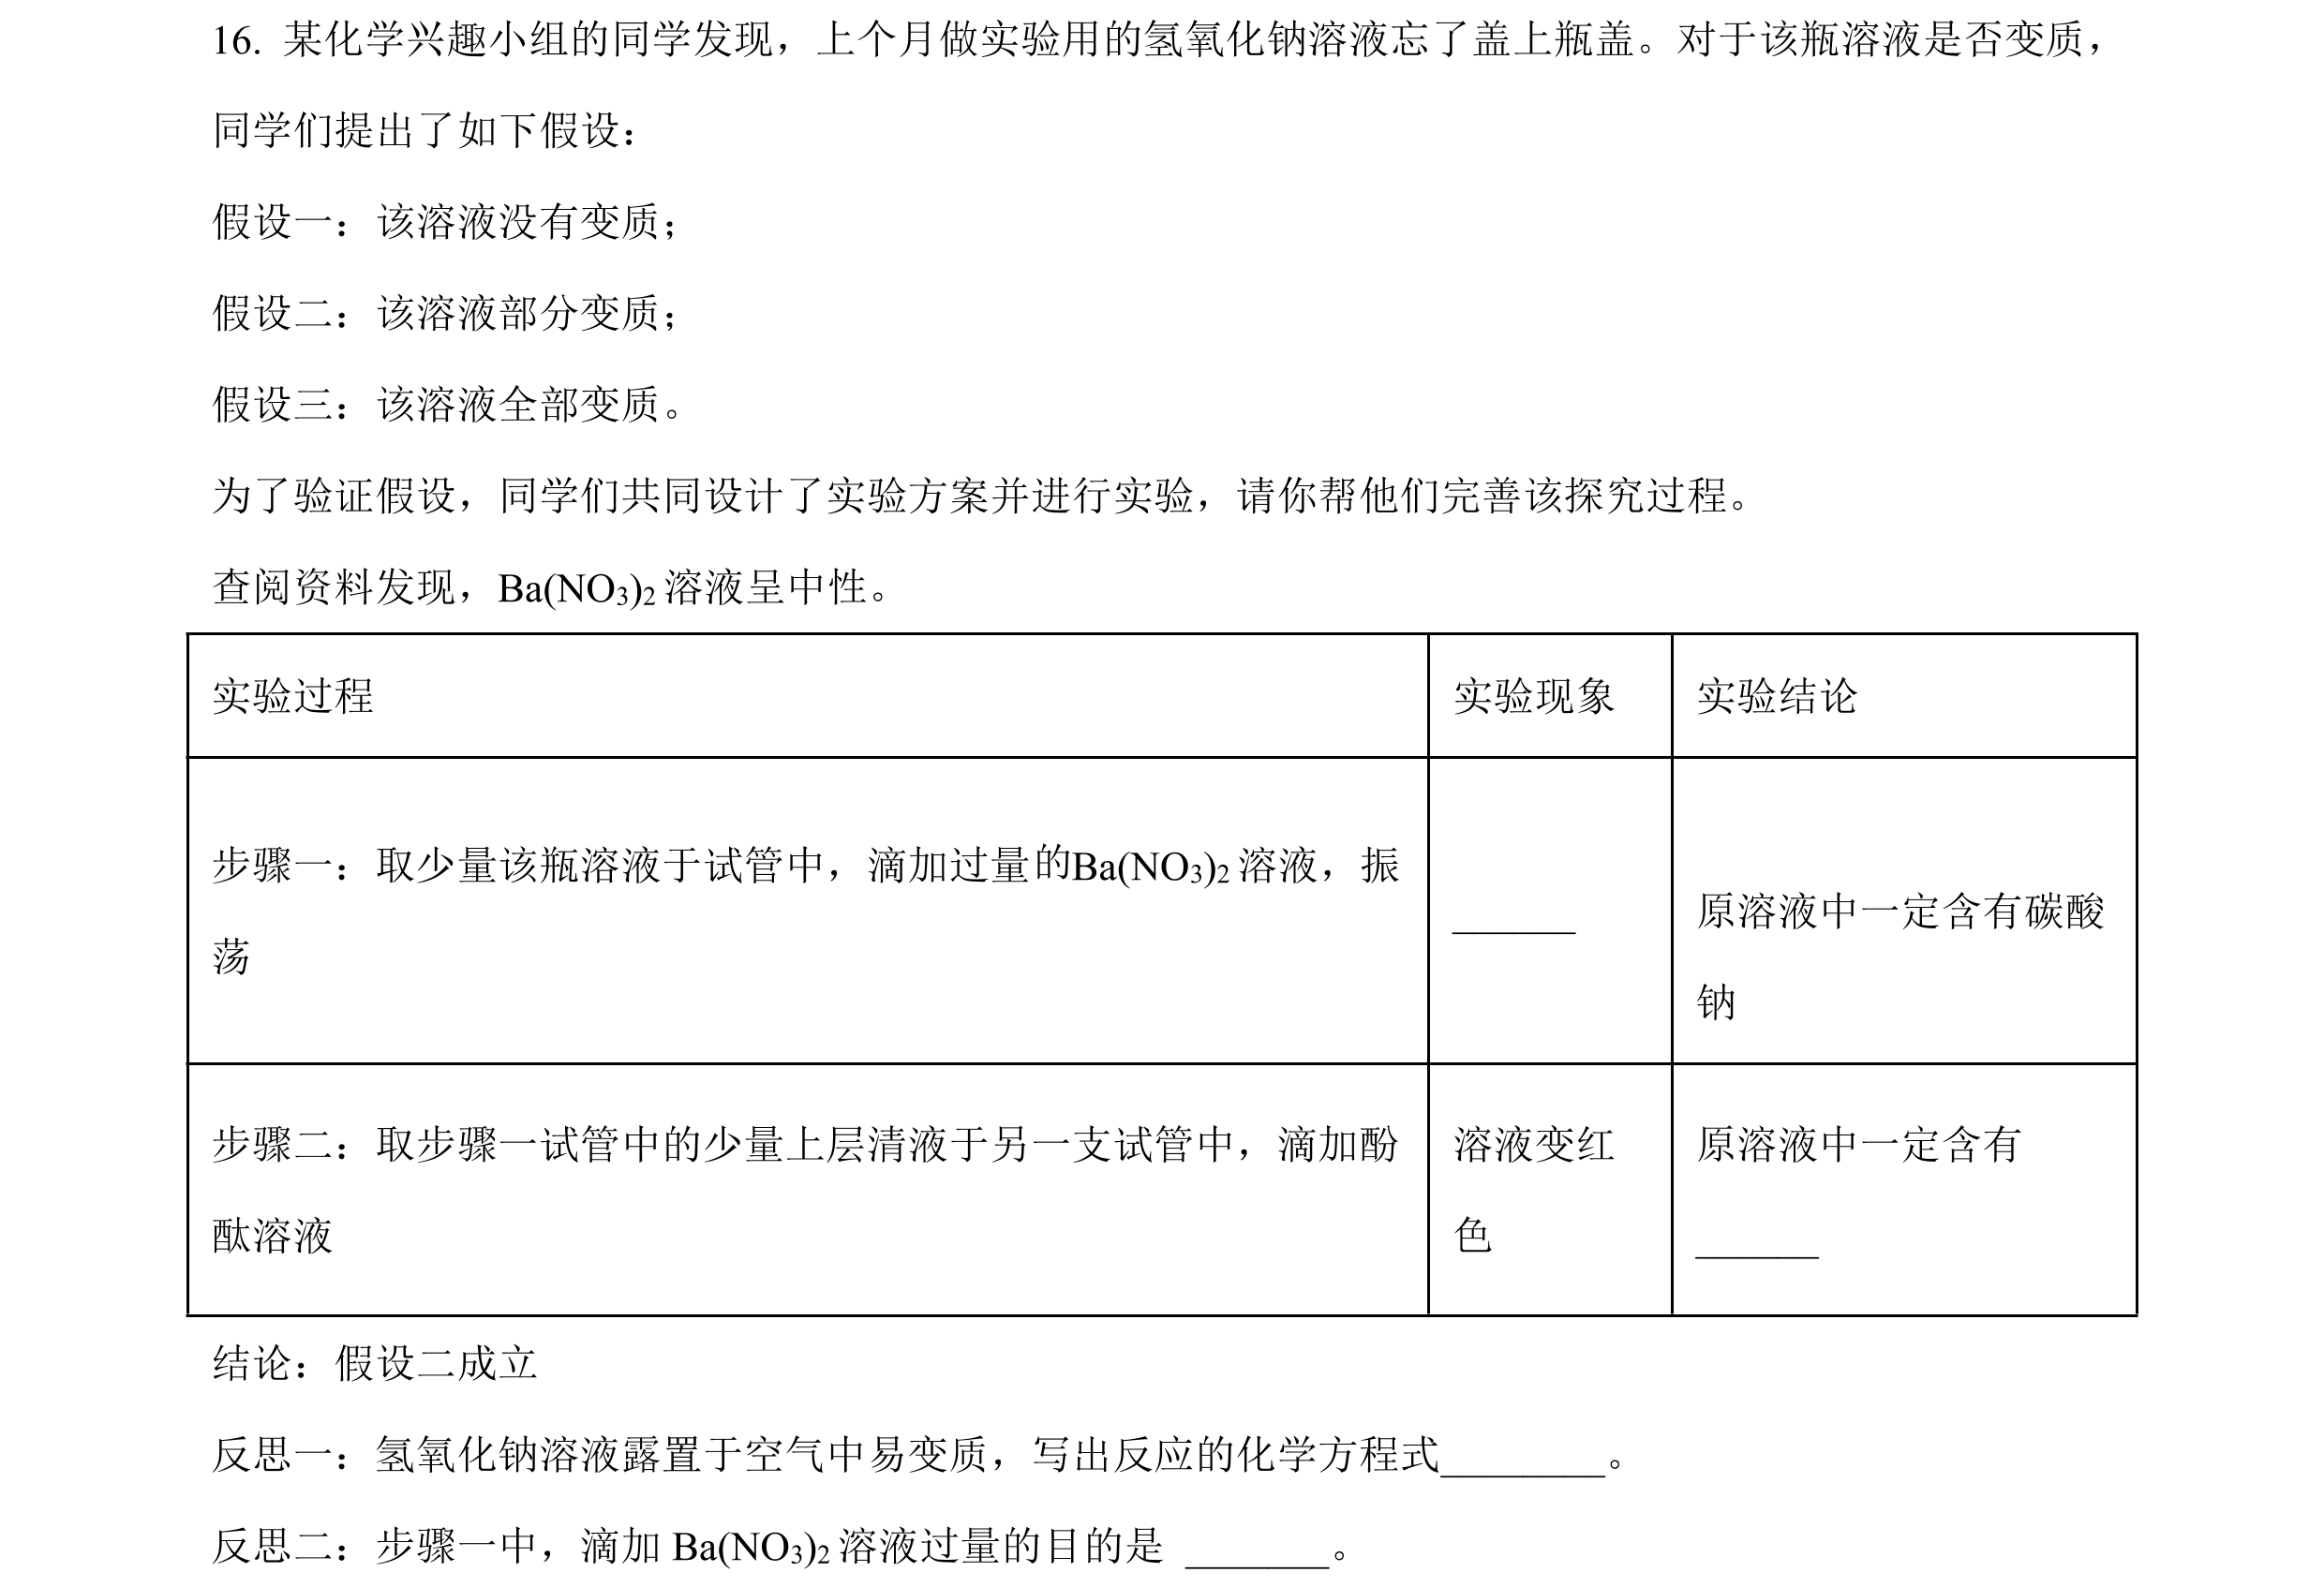 16. 某化学兴趣小组的同学发现，上个月做实验用的氢氧化钠溶液忘了盖上瓶盖。对于该瓶溶液是否变质，
同学们提出了如下假设：
假设一：该溶液没有变质；
假设二：该溶液部分变质；
假设三：该溶液全部变质。
为了验证假设，同学们共同设计了实验方案并进行实验，请你帮他们完善该探究过程。
查阅资料发现，Ba(NO₃)₂ 溶液呈中性。
实验过程 实验现象 实验结论
步骤一：取少量该瓶溶液于试管中，滴加过量的Ba(NO₃)₂ 溶液，振
荡
______
原溶液中一定含有碳酸
钠
步骤二：取步骤一试管中的少量上层清液于另一支试管中，滴加酚
酞溶液
溶液变红
色
原溶液中一定含有
______
结论：假设二成立
反思一：氢氧化钠溶液露置于空气中易变质，写出反应的化学方程式________。
反思二：步骤一中，滴加 Ba(NO₃)₂ 溶液过量的目的是 _______。